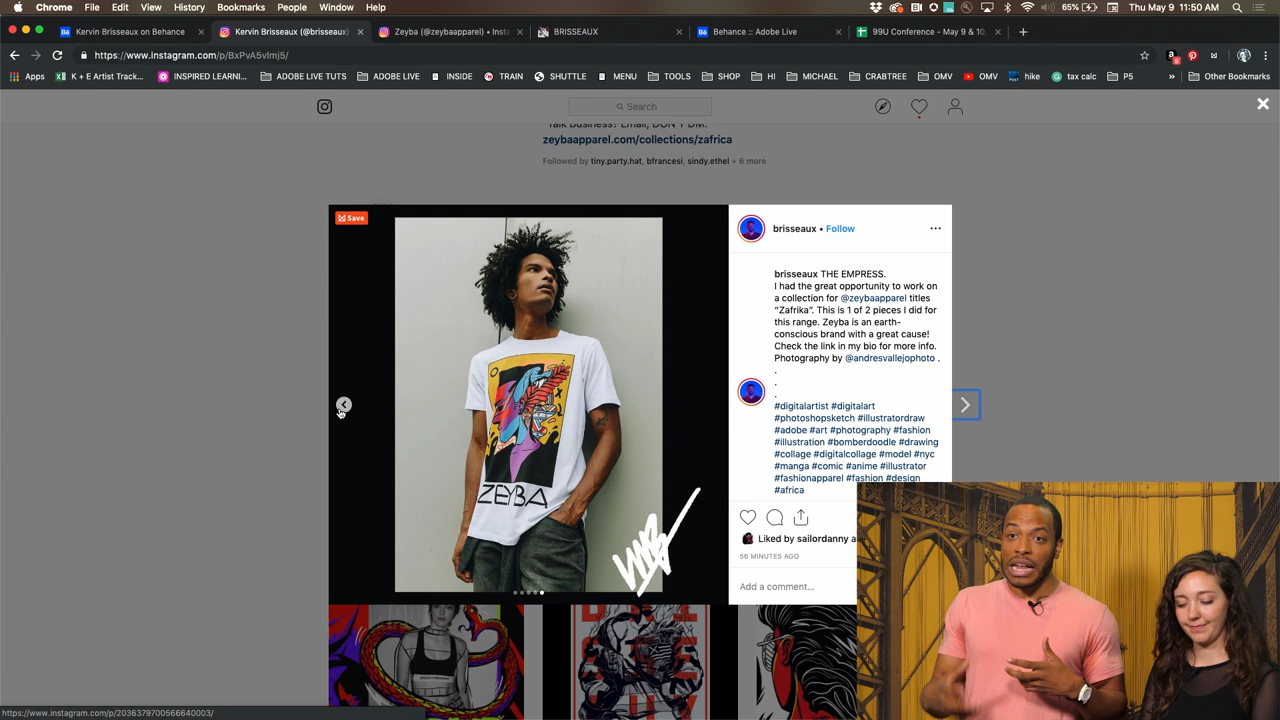 Chrome File Edit View History Bookmarks People Window Help
65% Thu May 9 11:50 AM
Kervin Brisseaux on Behance
Kervin Brisseaux (@brisseaux)
Zeyba (@zeybaapparel) • Insta
BRISSEAUX
Behance :: Adobe Live
99U Conference - May 9 & 10,
https://www.instagram.com/p/BxPvA5vlmj5/
Apps
K + E Artist Track...
INSPIRED LEARNI...
ADOBE LIVE TUTS
ADOBE LIVE
INSIDE
TRAIN
SHUTTLE
MENU
TOOLS
SHOP
HI
MICHAEL
CRABTREE
OMV
OMV
hike
tax calc
P5
»
Other Bookmarks
Search
Talk Business? Email, DON'T DM.
zeybaapparel.com/collections/zafrica
Followed by tiny.party.hat, bfrancesi, sindy.ethel + 6 more
Save
ZEYBA
brisseaux • Follow
brisseaux THE EMPRESS.
I had the great opportunity to work on
a collection for @zeybaapparel titles
“Zafrika”. This is 1 of 2 pieces I did for
this range. Zeyba is an earth-
conscious brand with a great cause!
Check the link in my bio for more info.
Photography by @andresvallejophoto .
.
.
.
#digitalartist #digitalart
#photoshopsketch #illustratordraw
#adobe #art #photography #fashion
#illustration #bomberdoodle #drawing
#collage #digitalcollage #model #nyc
#manga #comic #anime #illustrator
#fashionapparel #fashion #design
#africa
Liked by sailordanny a
56 MINUTES AGO
Add a comment...
https://www.instagram.com/p/2036379700566640003/